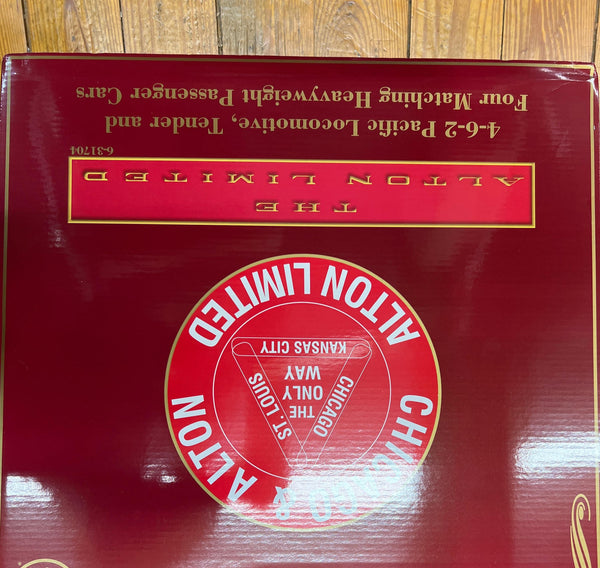 THE
ALTON LIMITED
6-31704
4-6-2 Pacific Locomotive, Tender and
Four Matching Heavyweight Passenger Cars
CHICAGO & ALTON
ALTON LIMITED
ST. LOUIS
CHICAGO
KANSAS CITY
THE
ONLY
WAY